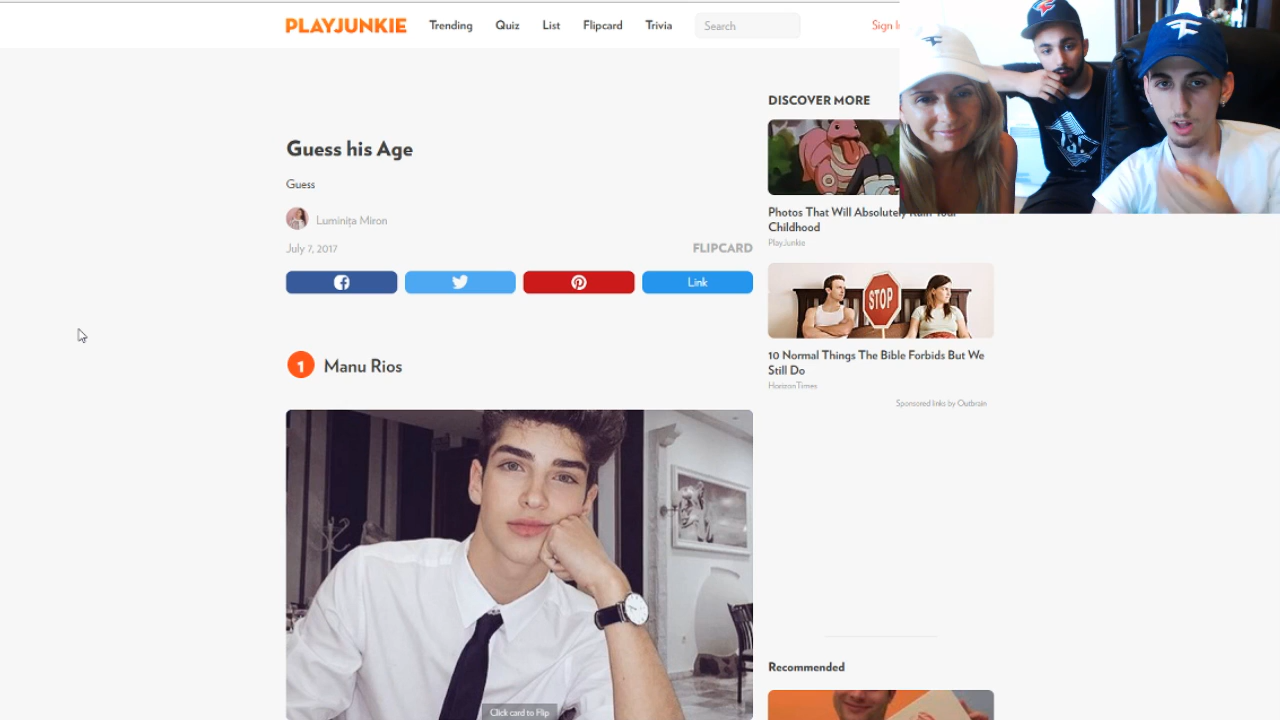 PLAYJUNKIE
Trending
Quiz
List
Flipcard
Trivia
Search
Sign
Guess his Age
Guess
Luminița Miron
July 7, 2017
FLIPCARD
Link
1 Manu Rios
Click card to Flip
DISCOVER MORE
Photos That Will Absolutely Ruin Your
Childhood
PlayJunkie
STOP
10 Normal Things The Bible Forbids But We
Still Do
HorizonTimes
Sponsored links by Outbrain
Recommended